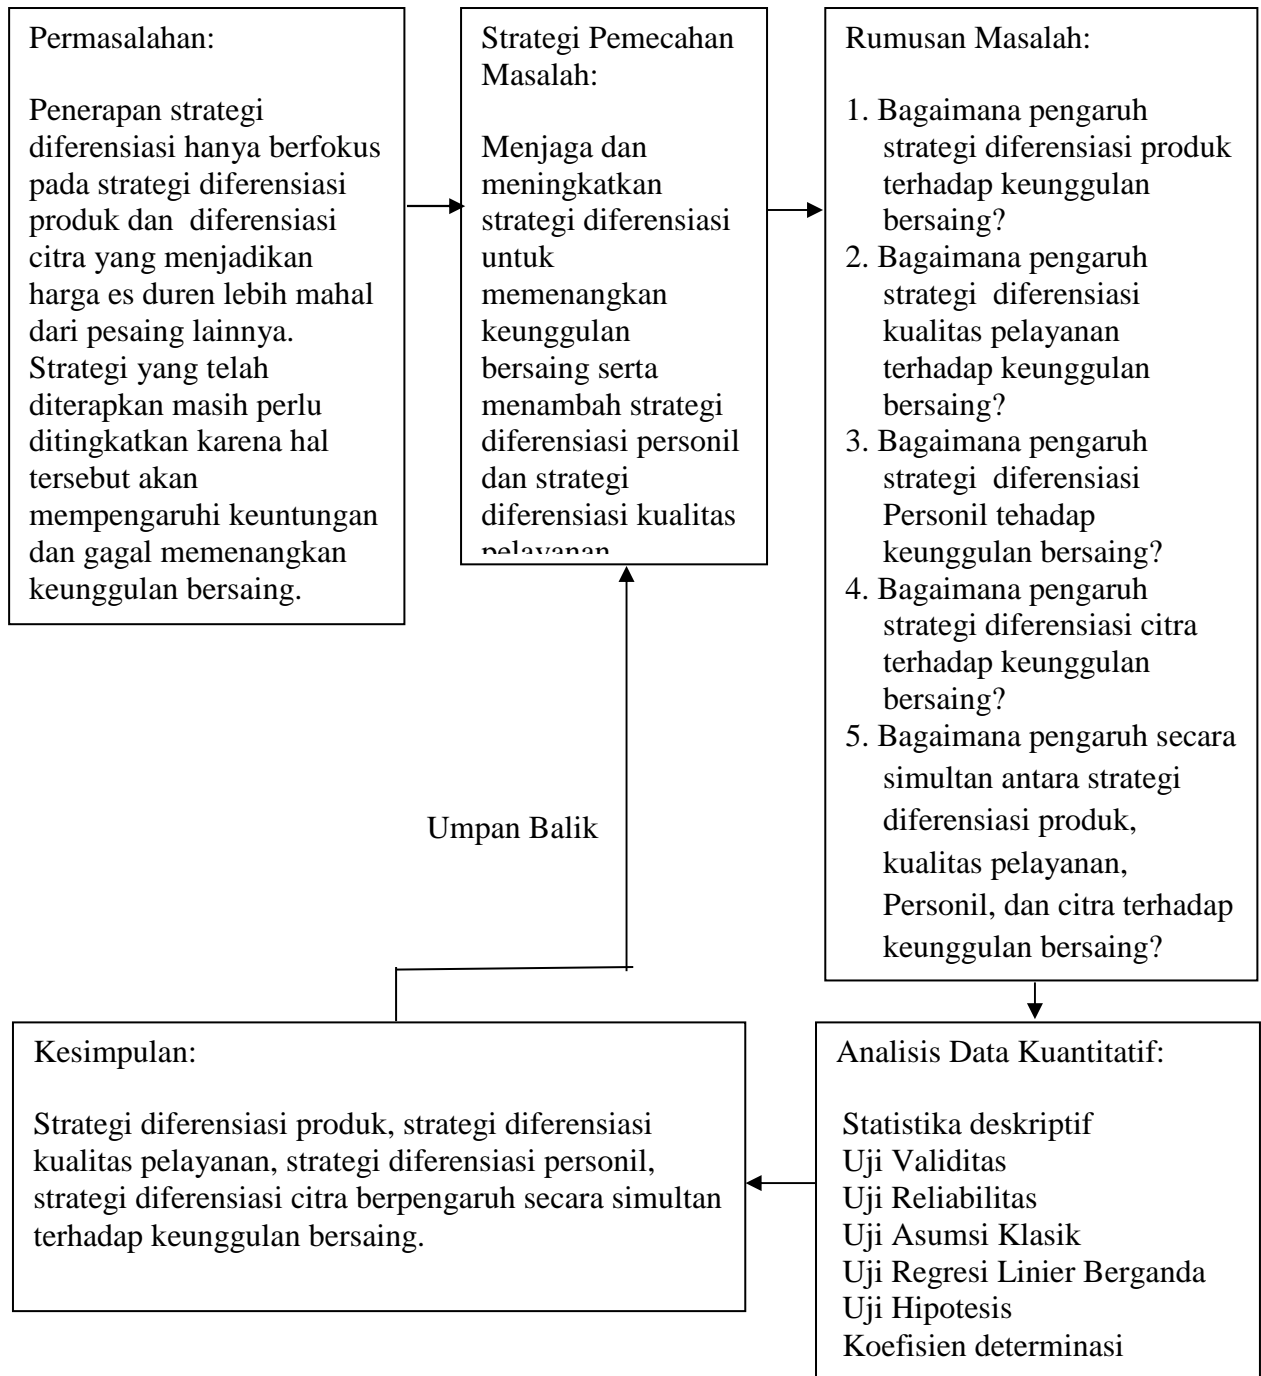 Permasalahan:
Penerapan strategi
diferensiasi hanya berfokus
pada strategi diferensiasi
produk dan  diferensiasi
citra yang menjadikan
harga es duren lebih mahal
dari pesaing lainnya.
Strategi yang telah
diterapkan masih perlu
ditingkatkan karena hal
tersebut akan
mempengaruhi keuntungan
dan gagal memenangkan
keunggulan bersaing.
Strategi Pemecahan
Masalah:
Menjaga dan
meningkatkan
strategi diferensiasi
untuk
memenangkan
keunggulan
bersaing serta
menambah strategi
diferensiasi personil
dan strategi
diferensiasi kualitas
pelayanan
Rumusan Masalah:
1. Bagaimana pengaruh
strategi diferensiasi produk
terhadap keunggulan
bersaing?
2. Bagaimana pengaruh
strategi  diferensiasi
kualitas pelayanan
terhadap keunggulan
bersaing?
3. Bagaimana pengaruh
strategi  diferensiasi
Personil tehadap
keunggulan bersaing?
4. Bagaimana pengaruh
strategi diferensiasi citra
terhadap keunggulan
bersaing?
5. Bagaimana pengaruh secara
simultan antara strategi
diferensiasi produk,
kualitas pelayanan,
Personil, dan citra terhadap
keunggulan bersaing?
Umpan Balik
Kesimpulan:
Strategi diferensiasi produk, strategi diferensiasi
kualitas pelayanan, strategi diferensiasi personil,
strategi diferensiasi citra berpengaruh secara simultan
terhadap keunggulan bersaing.
Analisis Data Kuantitatif:
Statistika deskriptif
Uji Validitas
Uji Reliabilitas
Uji Asumsi Klasik
Uji Regresi Linier Berganda
Uji Hipotesis
Koefisien determinasi